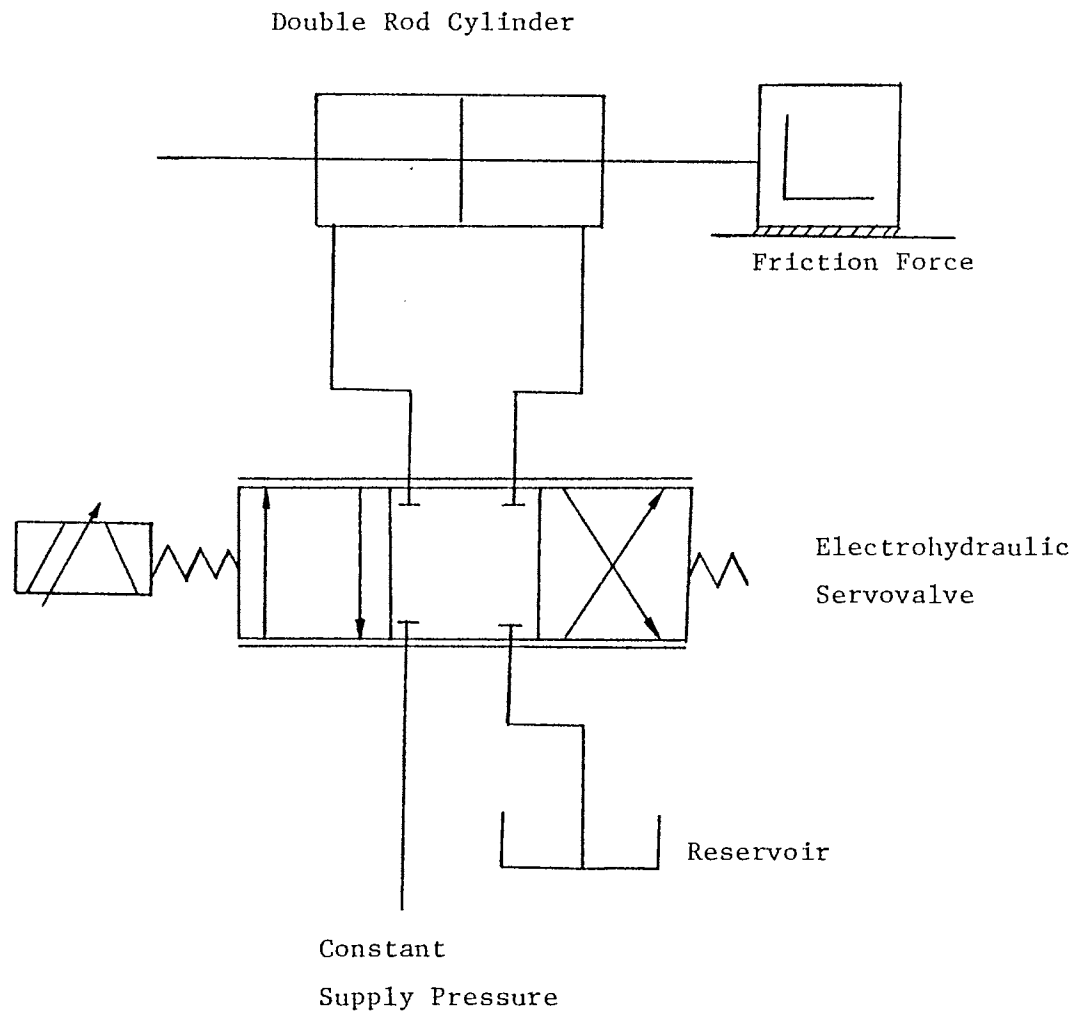 Double Rod Cylinder
L
Friction Force
Electrohydraulic
Servovalve
Reservoir
Constant
Supply Pressure